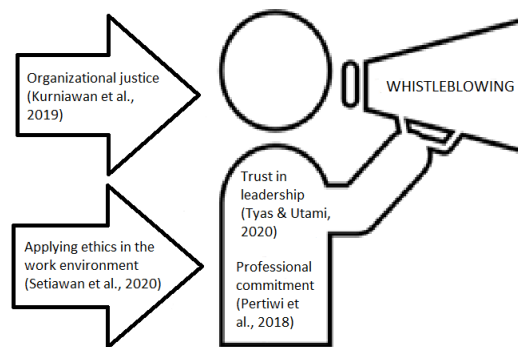 Organizational justice
(Kurniawan et al.,
2019)
WHISTLEBLOWING
Trust in
leadership
(Tyas & Utami,
2020)
Applying ethics in the
work environment
(Setiawan et al., 2020)
Professional
commitment
(Pertiwi et
al., 2018)